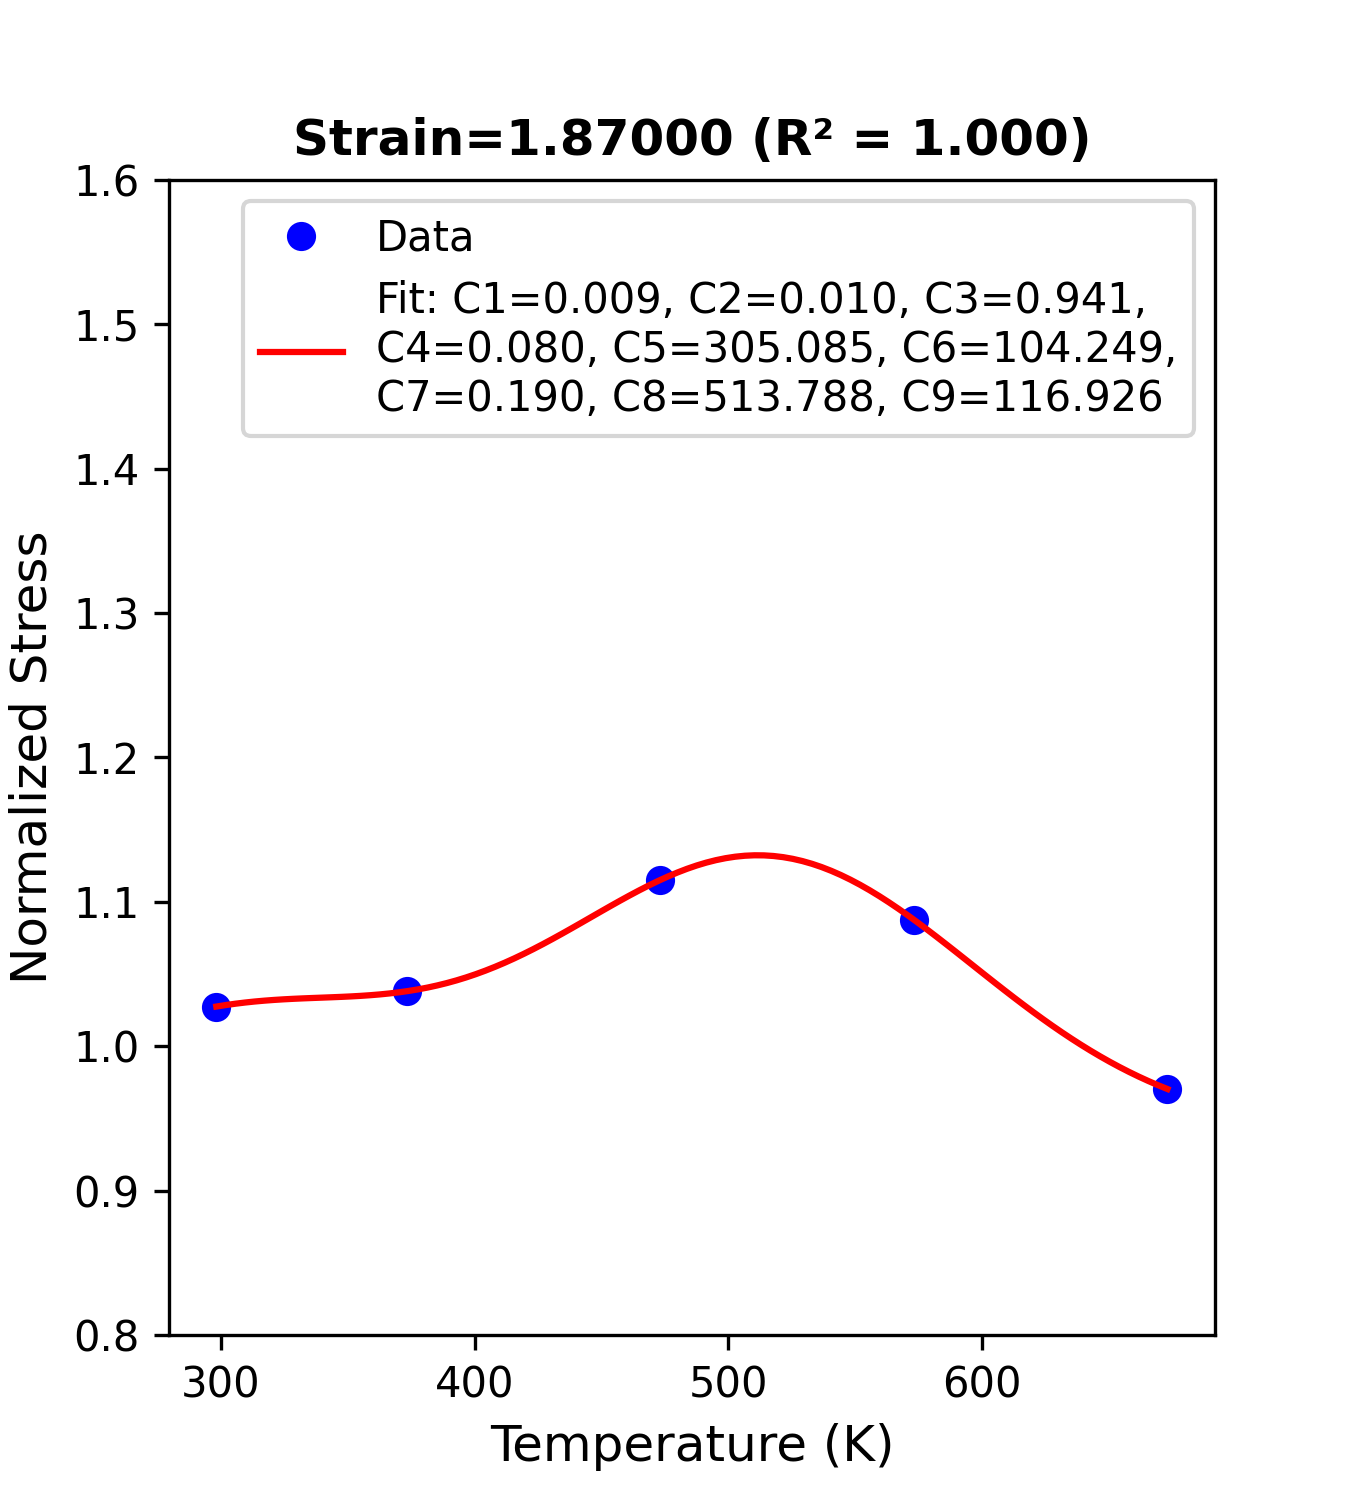 Strain=1.87000 (R² = 1.000)
1.6
1.5
1.4
1.3
1.2
1.1
1.0
0.9
0.8
Normalized Stress
Data
Fit: C1=0.009, C2=0.010, C3=0.941,
C4=0.080, C5=305.085, C6=104.249,
C7=0.190, C8=513.788, C9=116.926
300 400 500 600
Temperature (K)